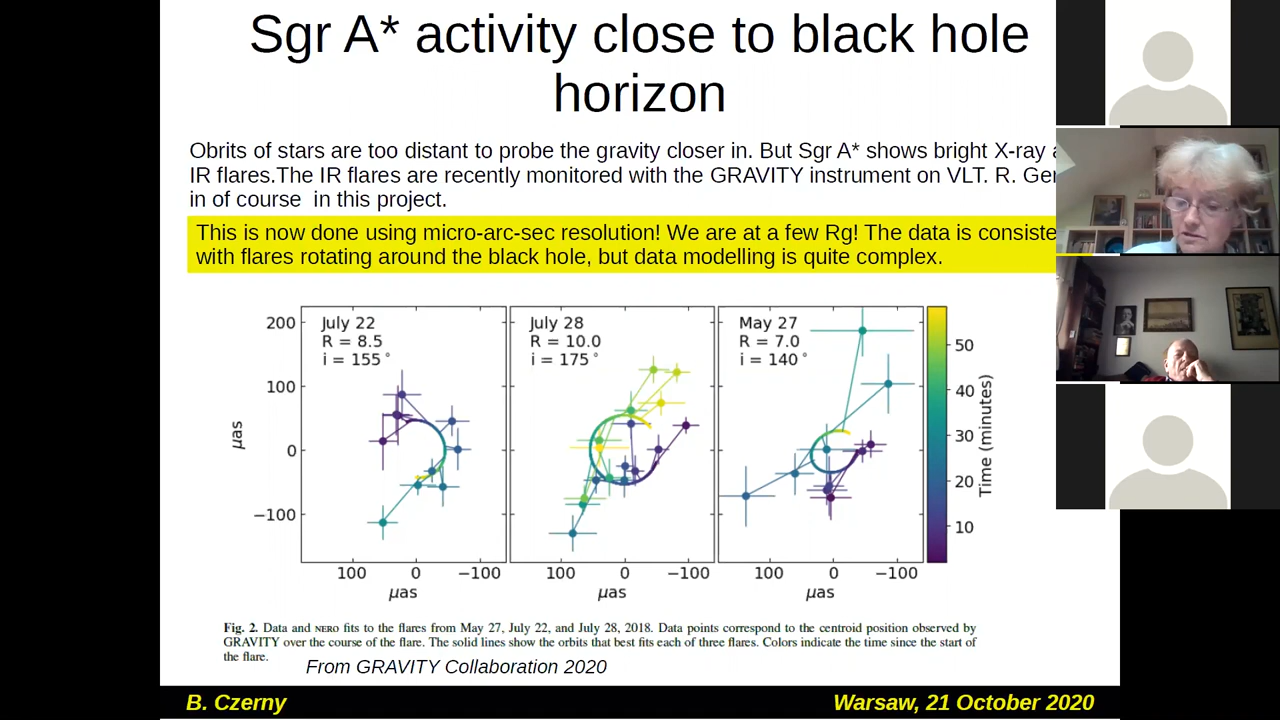 Sgr A* activity close to black hole
horizon
Obrits of stars are too distant to probe the gravity closer in. But Sgr A* shows bright X-ray
IR flares.The IR flares are recently monitored with the GRAVITY instrument on VLT. R.
in of course in this project.
This is now done using micro-arc-sec resolution! We are at a few Rg! The data is
with flares rotating around the black hole, but data modelling is quite complex.
July 22
R = 8.5
i = 155°
July 28
R = 10.0
i = 175°
May 27
R = 7.0
i = 140°
200
100
0
−100
μas
100 0 −100
μas
100 0 −100
μas
100 0 −100
μas
50
40
30
20
10
Time (minutes)
Fig. 2. Data and NERO fits to the flares from May 27, July 22, and July 28, 2018. Data points correspond to the centroid position observed by
GRAVITY over the course of the flare. The solid lines show the orbits that best fits each of three flares. Colors indicate the time since the start of
the flare.
From GRAVITY Collaboration 2020
B. Czerny
Warsaw, 21 October 2020